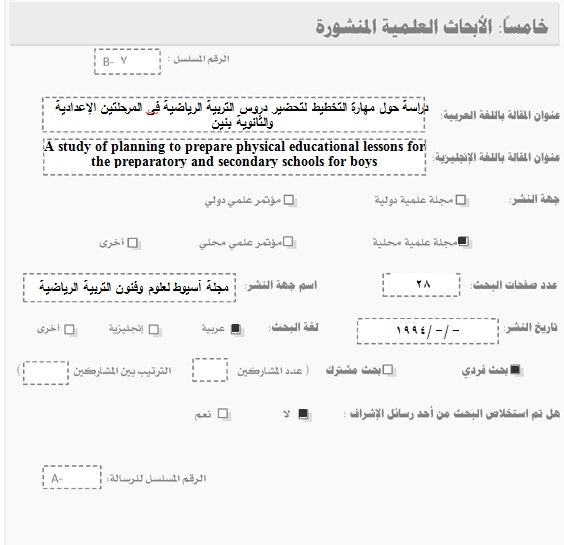 خامساً: الأبحاث العلمية المنشورة
الرقم المسلسل : B- ٧
عنوان المقالة باللغة العربية: دراسة حول مهارة التخطيط لتحضير دروس التربية الرياضية فى المرحلتين الإعدادية
والثانوية بنين
عنوان المقالة باللغة الإنجليزية: A study of planning to prepare physical educational lessons for
the preparatory and secondary schools for boys
جهة النشر: مجلة علمية دولية مؤتمر علمي دولي
مجلة علمية محلية مؤتمر علمي محلي أخرى
عدد صفحات البحث: ٢٨ اسم جهة النشر: مجلة أسيوط لعلوم وفنون التربية الرياضية
تاريخ النشر: - /- /١٩٩٤ لغة البحث: عربية إنجليزية أخرى
بحث فردي بحث مشترك ( عدد المشاركين الترتيب بين المشاركين )
هل تم استخلاص البحث من أحد رسائل الإشراف : لا نعم
الرقم المسلسل للرسالة: A-